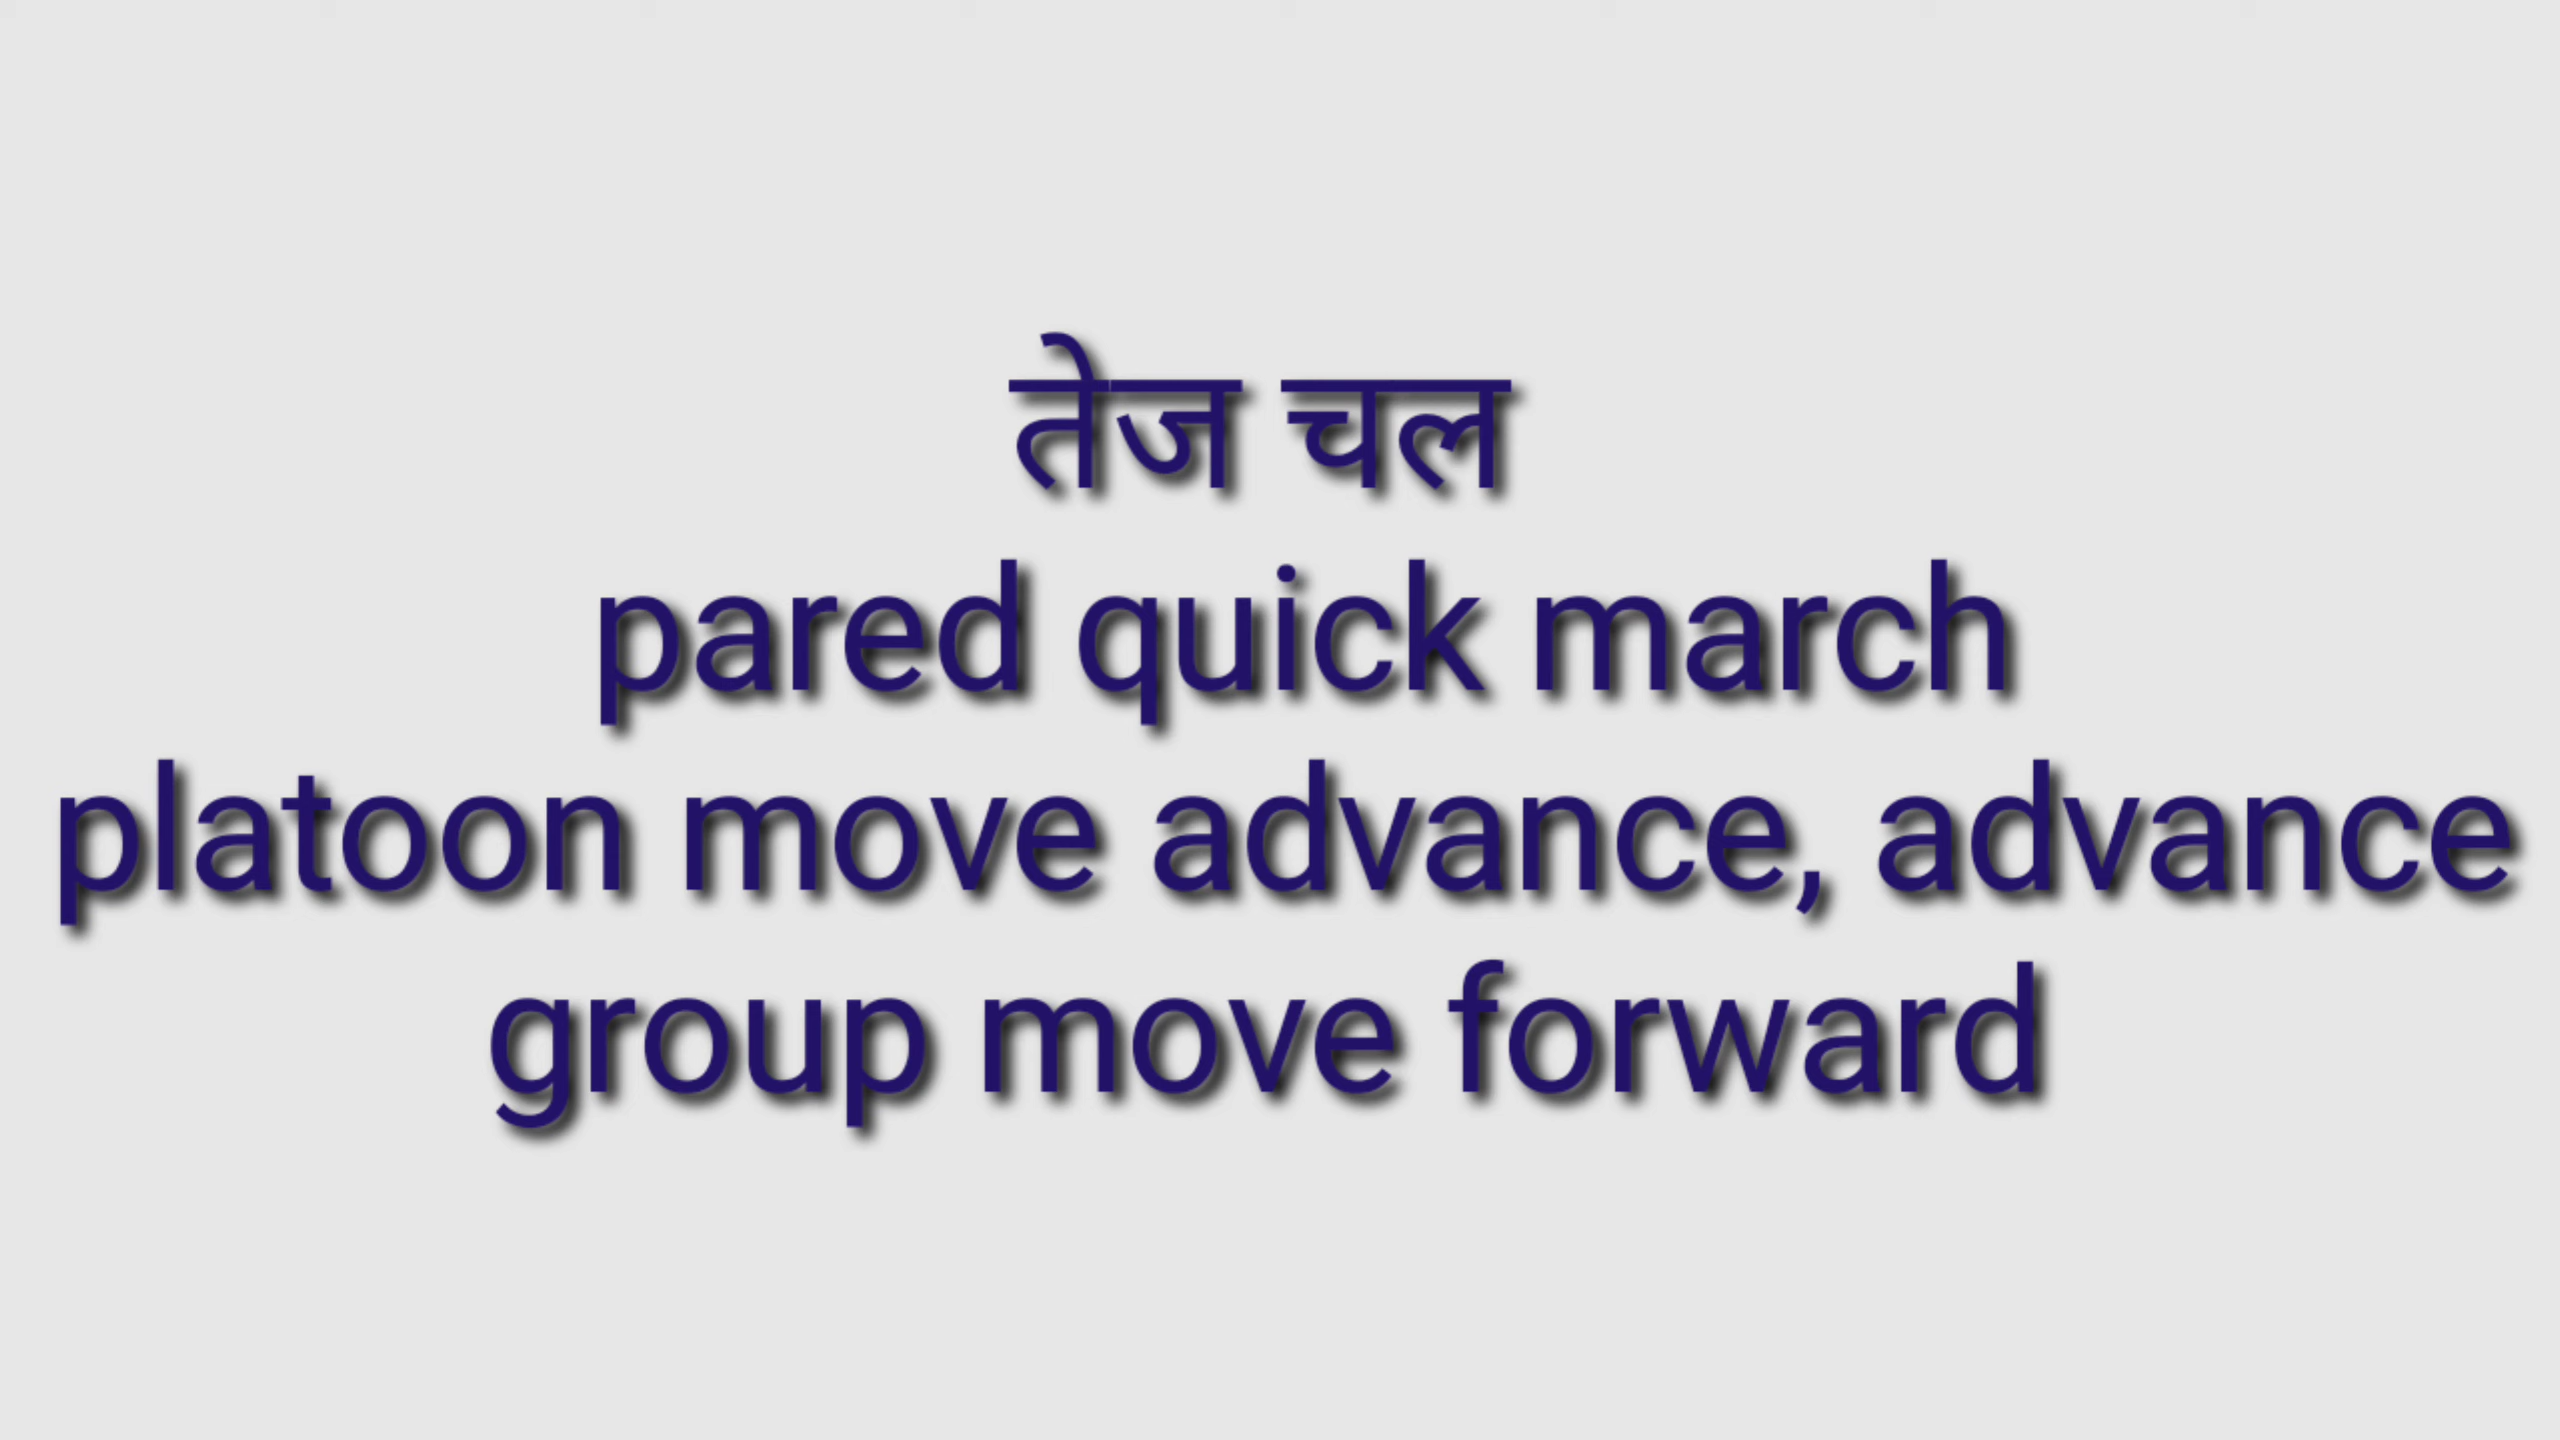 तेज चल
pared quick march
platoon move advance, advance
group move forward